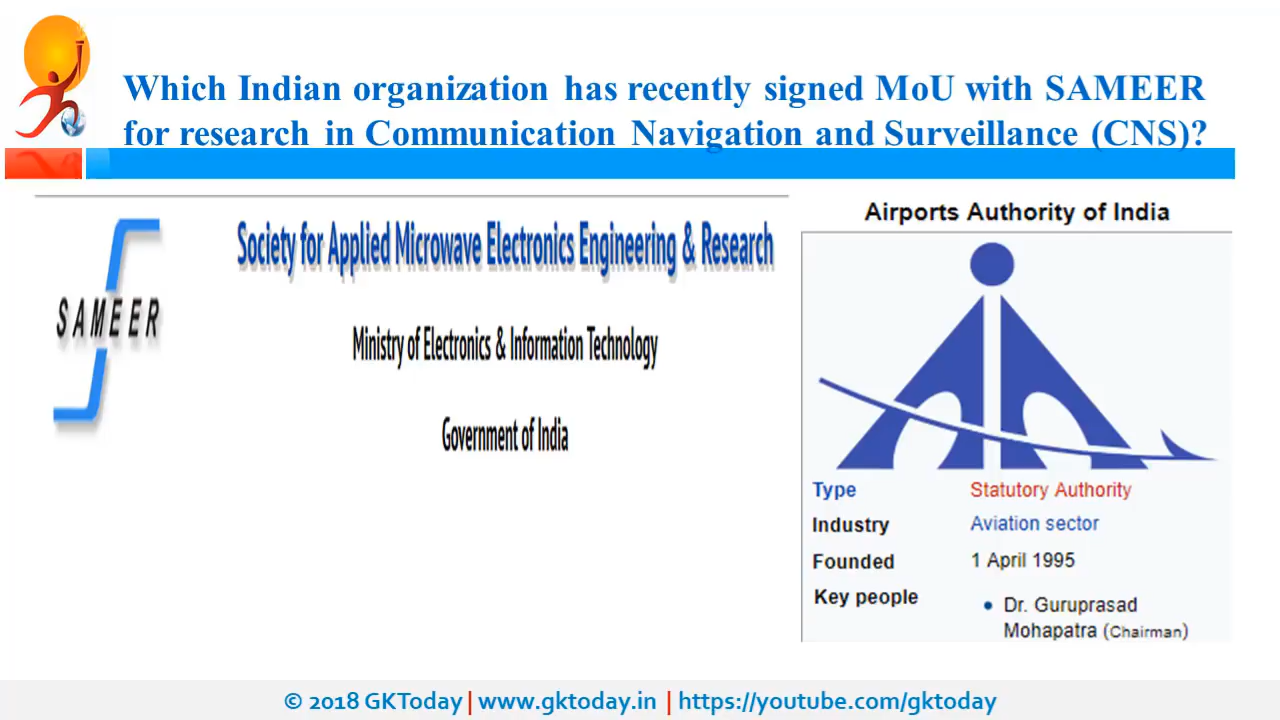 Which Indian organization has recently signed MoU with SAMEER
for research in Communication Navigation and Surveillance (CNS)?
SAMEER
Society for Applied Microwave Electronics Engineering & Research
Ministry of Electronics & Information Technology
Government of India
Airports Authority of India
Type Statutory Authority
Industry Aviation sector
Founded 1 April 1995
Key people • Dr. Guruprasad
Mohapatra (Chairman)
© 2018 GKToday | www.gktoday.in | https://youtube.com/gktoday